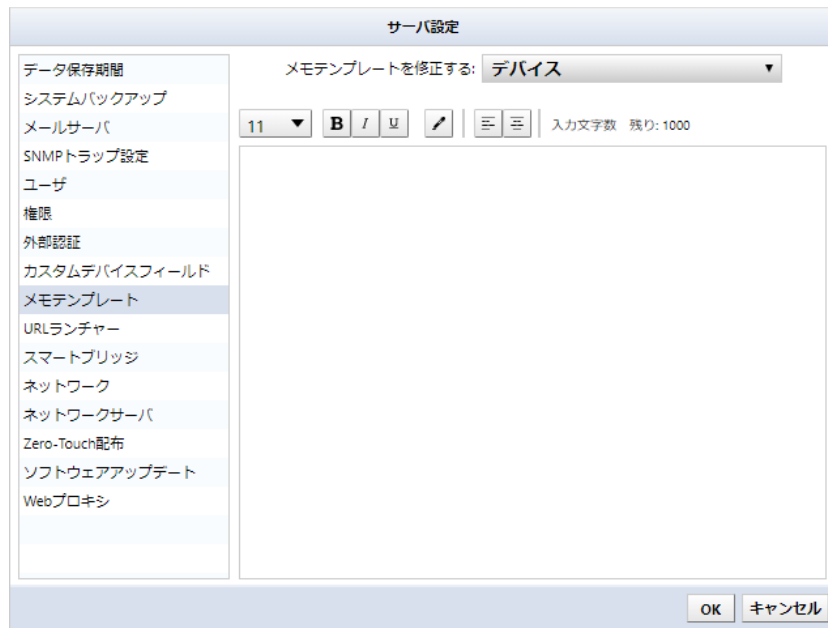 サーバ設定
データ保存期間
システムバックアップ
メールサーバ
SNMPトラップ設定
ユーザ
権限
外部認証
カスタムデバイスフィールド
メモテンプレート
URLランチャー
スマートブリッジ
ネットワーク
ネットワークサーバ
Zero-Touch配布
ソフトウェアアップデート
Webプロキシ
メモテンプレートを修正する: デバイス
11 B I U 入力文字数 残り: 1000
OK キャンセル